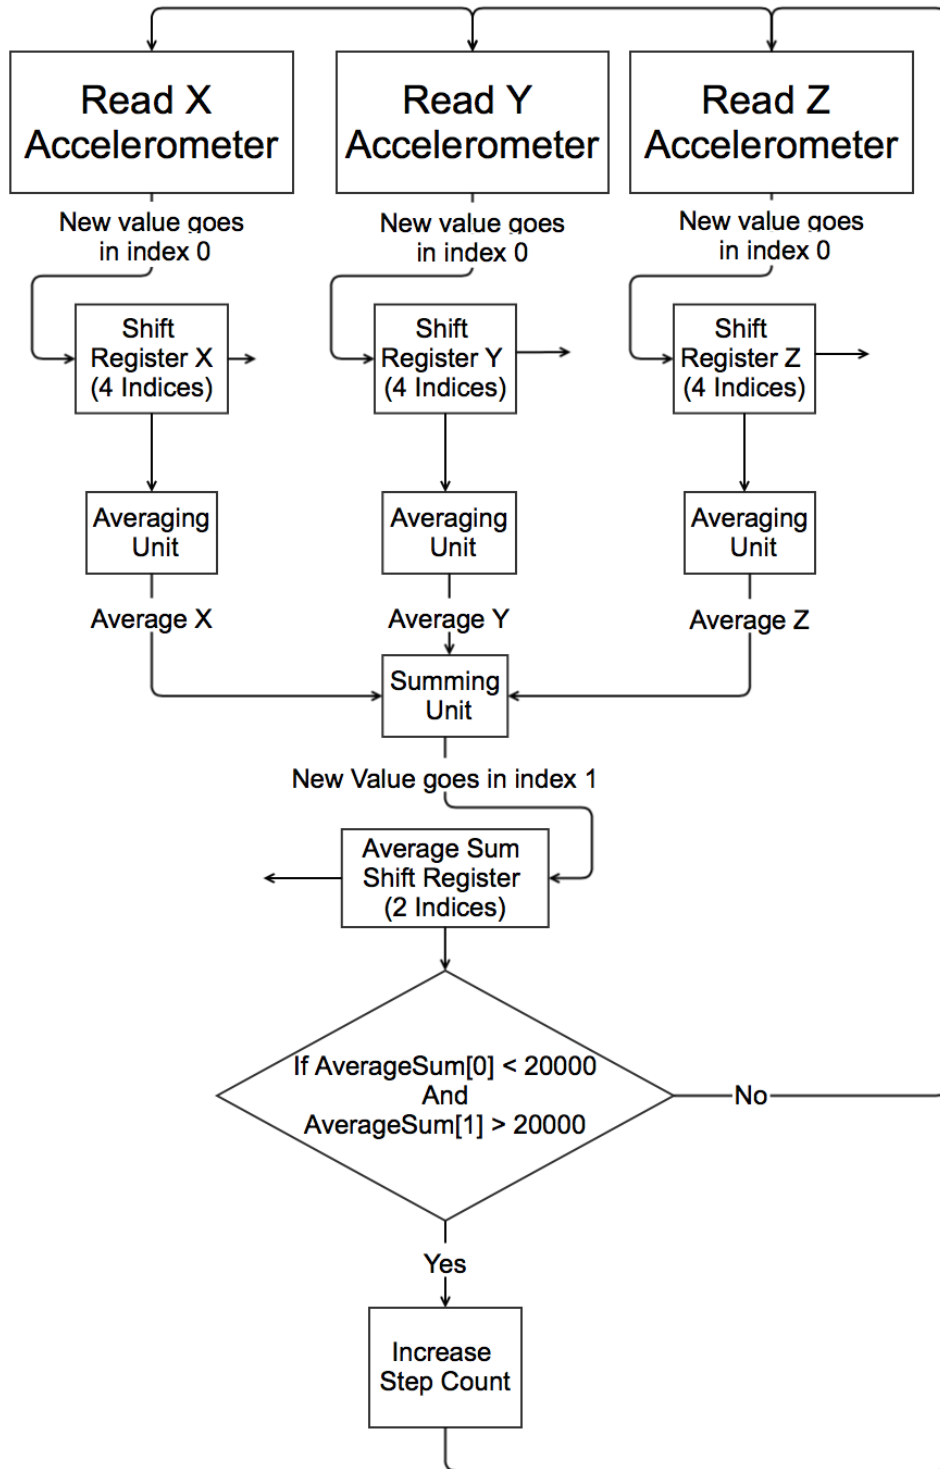 Read X
Accelerometer
Read Y
Accelerometer
Read Z
Accelerometer
New value goes
in index 0
New value goes
in index 0
New value goes
in index 0
Shift
Register X
(4 Indices)
Shift
Register Y
(4 Indices)
Shift
Register Z
(4 Indices)
Averaging
Unit
Averaging
Unit
Averaging
Unit
Average X
Average Y
Average Z
Summing
Unit
New Value goes in index 1
Average Sum
Shift Register
(2 Indices)
If AverageSum[0] < 20000
And
AverageSum[1] > 20000
No
Yes
Increase
Step Count